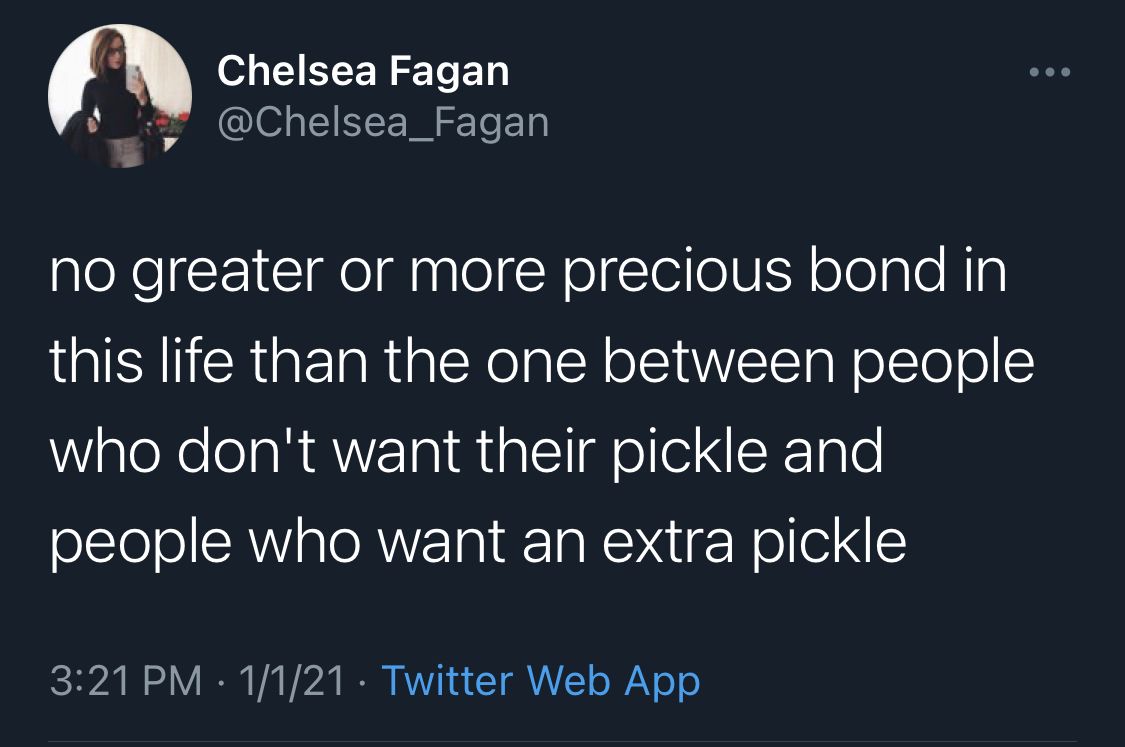 Chelsea Fagan
@Chelsea_Fagan
no greater or more precious bond in
this life than the one between people
who don't want their pickle and
people who want an extra pickle
3:21 PM · 1/1/21 · Twitter Web App